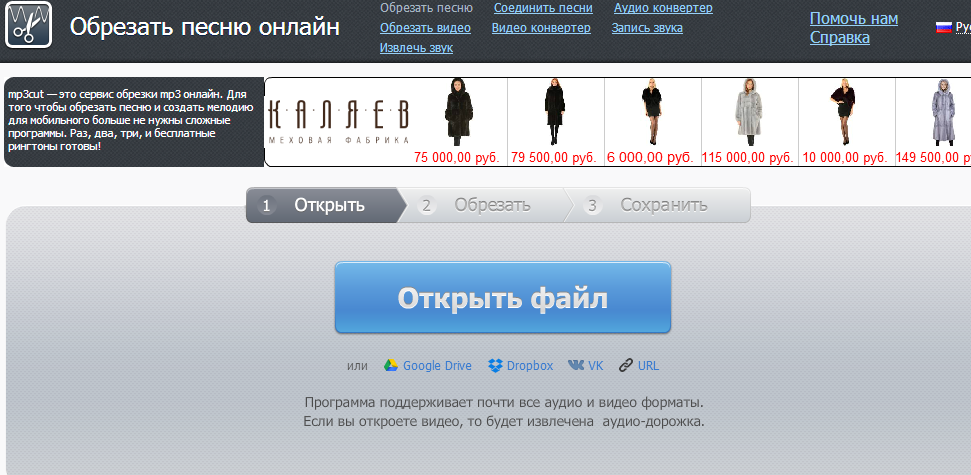 Обрезать песню онлайн
Обрезать песню Соединить песни Аудио конвертер
Обрезать видео Видео конвертер Запись звука
Извлечь звук
Помочь нам
Справка
mp3cut — это сервис обрезки mp3 онлайн. Для
того чтобы обрезать песню и создать мелодию
для мобильного больше не нужны сложные
программы. Раз, два, три, и бесплатные
рингтоны готовы!
КАЛЯЕВ
МЕХОВАЯ ФАБРИКА
75 000,00 руб. 79 500,00 руб. 6 000,00 руб. 115 000,00 руб. 10 000,00 руб. 149 500,00 р
1 Открыть 2 Обрезать 3 Сохранить
Открыть файл
или Google Drive Dropbox VK URL
Программа поддерживает почти все аудио и видео форматы.
Если вы откроете видео, то будет извлечена аудио-дорожка.